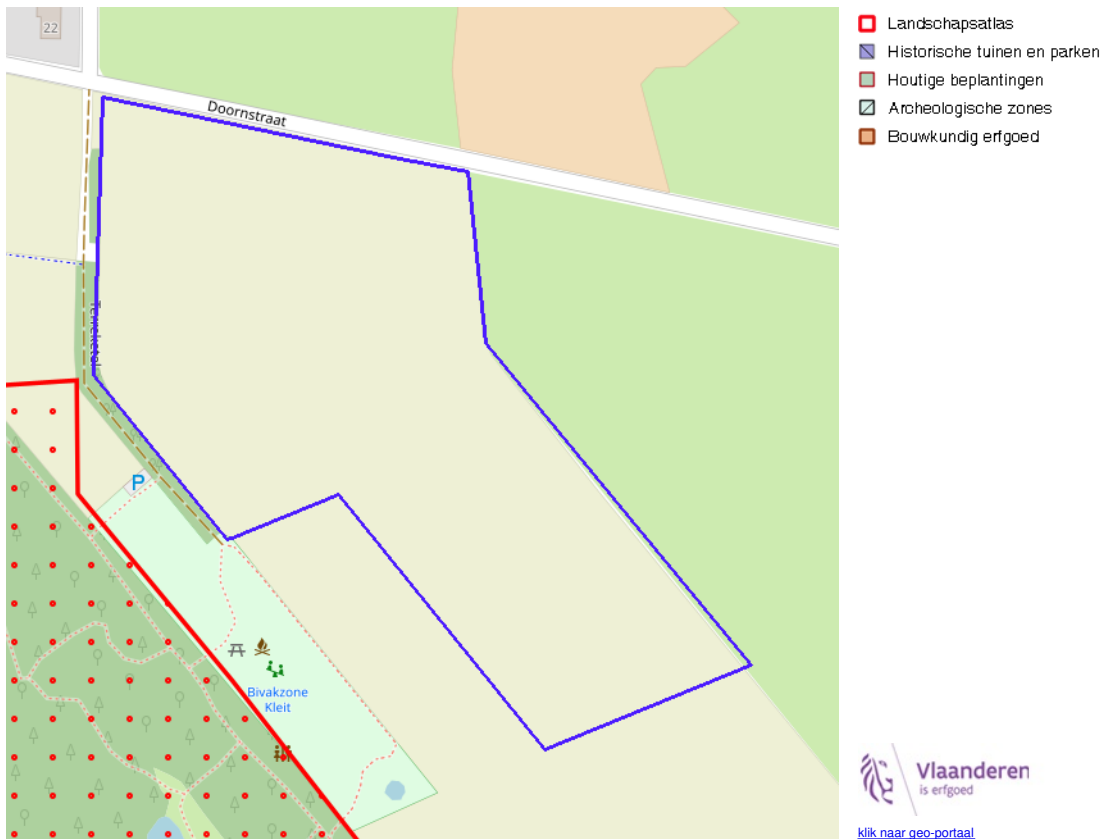 22
Doornstraat
P
Bivakzone
Kleit
Landschapsatlas
Historische tuinen en parken
Houtige beplantingen
Archeologische zones
Bouwkundig erfgoed
Vlaanderen
is erfgoed
klik naar geo-portaal